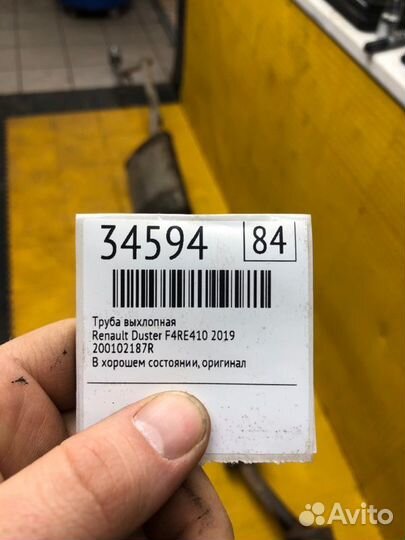 34594 84
Труба выхлопная
Renault Duster F4RE410 2019
200102187R
В хорошем состоянии, оригинал
Avito